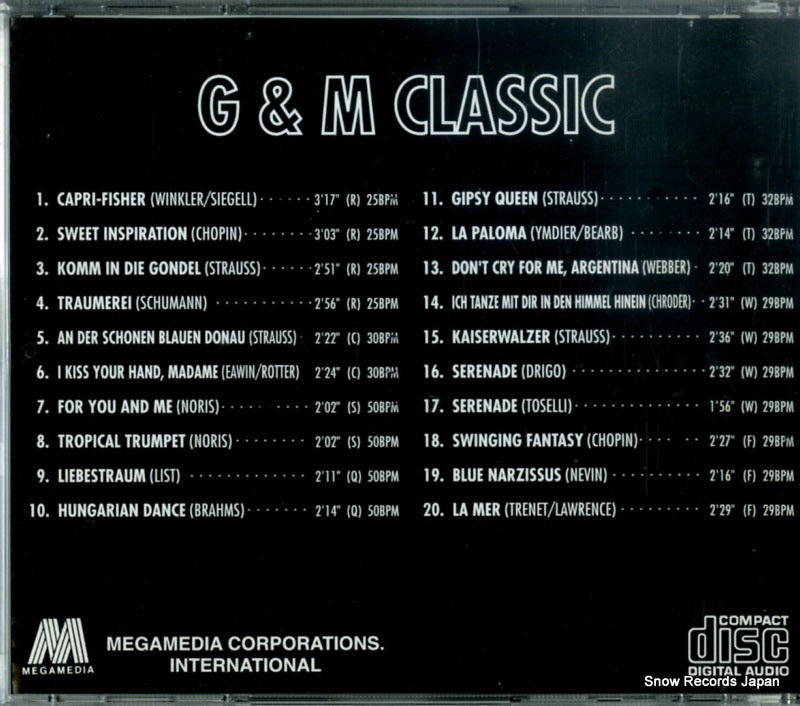 G & M CLASSIC
1. CAPRI-FISHER (WINKLER/SIEGELL) ······ 3'17" (R) 25BPM
2. SWEET INSPIRATION (CHOPIN) ········ 3'03" (R) 25BPM
3. KOMM IN DIE GONDEL (STRAUSS) ······ 2'51" (R) 25BPM
4. TRAUMEREI (SCHUMANN) ·········· 2'56" (R) 25BPM
5. AN DER SCHONEN BLAUEN DONAU (STRAUSS) · 2'22" (C) 30BPM
6. I KISS YOUR HAND, MADAME (EAWIN/ROTTER) 2'24" (C) 30BPM
7. FOR YOU AND ME (NORIS) ····· ····· 2'02" (S) 50BPM
8. TROPICAL TRUMPET (NORIS) ········ 2'02" (S) 50BPM
9. LIEBESTRAUM (LIST) ············ 2'11" (Q) 50BPM
10. HUNGARIAN DANCE (BRAHMS) ······· 2'14" (Q) 50BPM
11. GIPSY QUEEN (STRAUSS) ·········· 2'16" (T) 32BPM
12. LA PALOMA (YMDIER/BEARB) ········ 2'14" (T) 32BPM
13. DON'T CRY FOR ME, ARGENTINA (WEBBER) · 2'20" (T) 32BPM
14. ICH TANZE MIT DIR IN DEN HIMMEL HINEIN (CHRODER) ·· 2'31" (W) 29BPM
15. KAISERWALZER (STRAUSS) ········· 2'36" (W) 29BPM
16. SERENADE (DRIGO) ············· 2'32" (W) 29BPM
17. SERENADE (TOSELLI) ············ 1'56" (W) 29BPM
18. SWINGING FANTASY (CHOPIN) ···· ·· 2'27" (F) 29BPM
19. BLUE NARZISSUS (NEVIN) ········· 2'16" (F) 29BPM
20. LA MER (TRENET/LAWRENCE) ········ 2'29" (F) 29BPM
MEGAMEDIA
MEGAMEDIA CORPORATIONS.
INTERNATIONAL
COMPACT
disc
DIGITAL AUDIO
Snow Records Japan